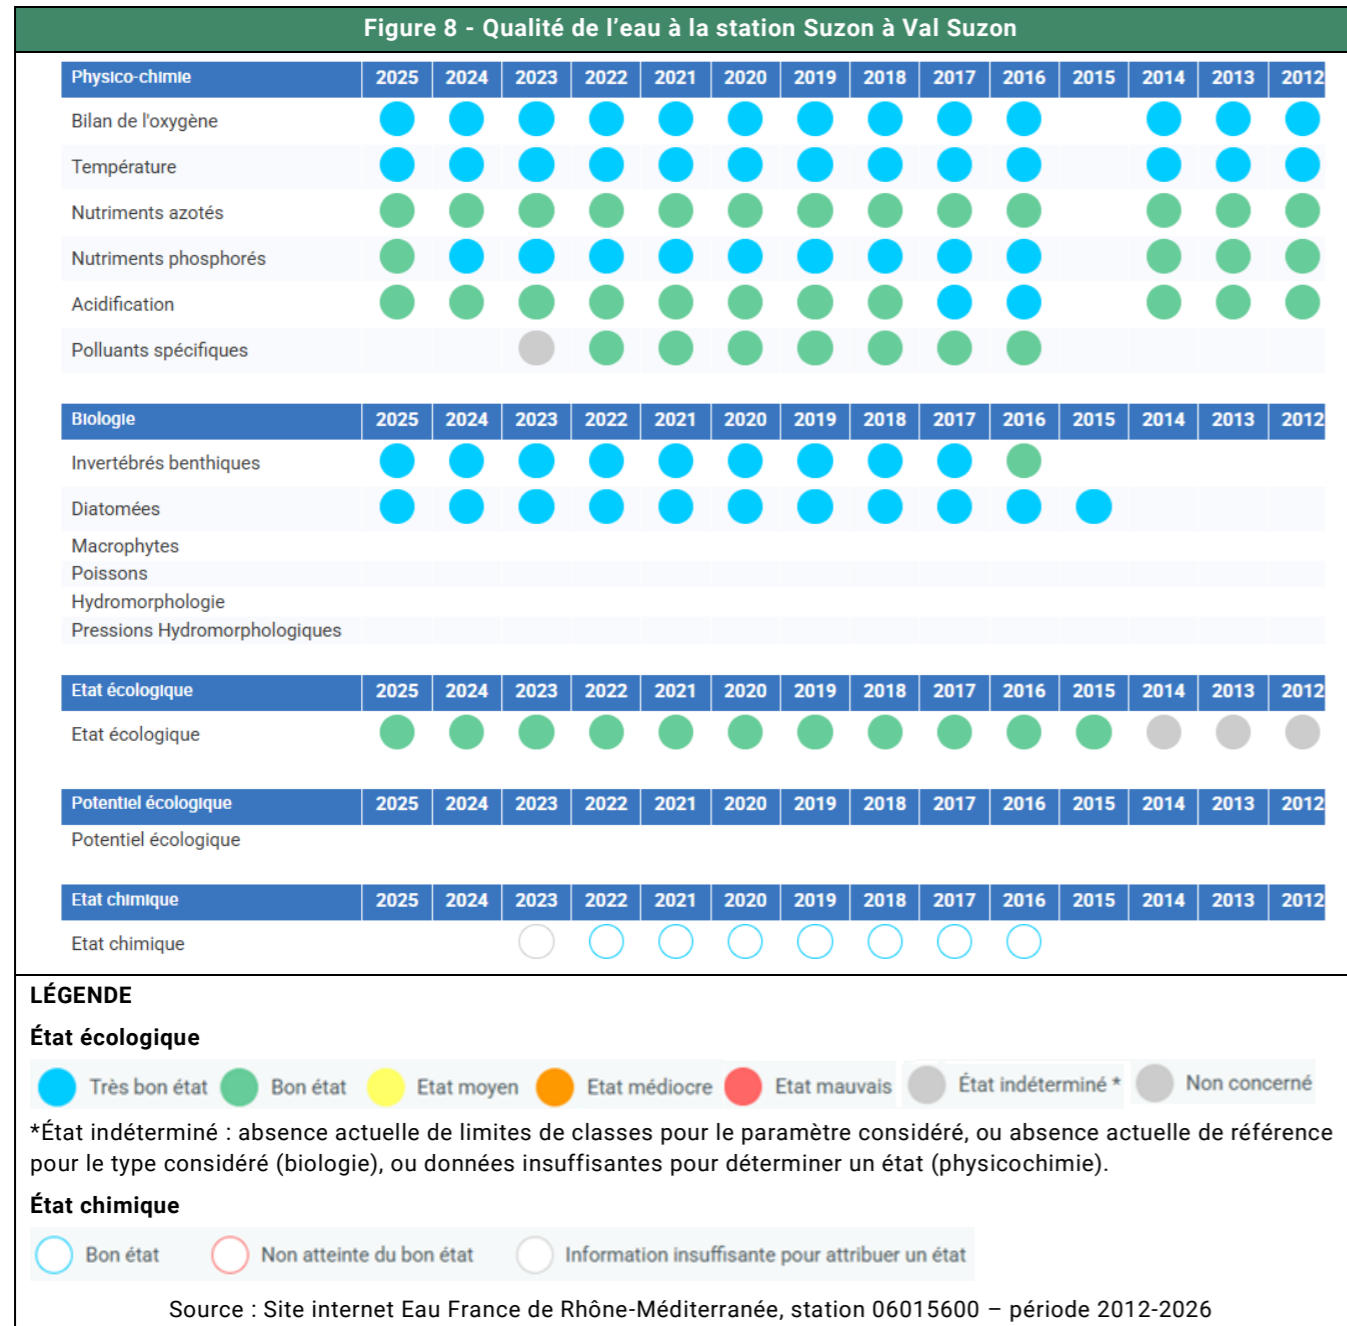 Figure 8 - Qualité de l’eau à la station Suzon à Val Suzon
Physico-chimie 2025 2024 2023 2022 2021 2020 2019 2018 2017 2016 2015 2014 2013 2012
Bilan de l'oxygène
Température
Nutriments azotés
Nutriments phosphorés
Acidification
Polluants spécifiques
Biologie 2025 2024 2023 2022 2021 2020 2019 2018 2017 2016 2015 2014 2013 2012
Invertébrés benthiques
Diatomées
Macrophytes
Poissons
Hydromorphologie
Pressions Hydromorphologiques
Etat écologique 2025 2024 2023 2022 2021 2020 2019 2018 2017 2016 2015 2014 2013 2012
Etat écologique
Potentiel écologique 2025 2024 2023 2022 2021 2020 2019 2018 2017 2016 2015 2014 2013 2012
Potentiel écologique
Etat chimique 2025 2024 2023 2022 2021 2020 2019 2018 2017 2016 2015 2014 2013 2012
Etat chimique
LÉGENDE
État écologique
Très bon état Bon état Etat moyen Etat médiocre Etat mauvais État indéterminé * Non concerné
*État indéterminé : absence actuelle de limites de classes pour le paramètre considéré, ou absence actuelle de référence
pour le type considéré (biologie), ou données insuffisantes pour déterminer un état (physicochimie).
État chimique
Bon état Non atteinte du bon état Information insuffisante pour attribuer un état
Source : Site internet Eau France de Rhône-Méditerranée, station 06015600 – période 2012-2026